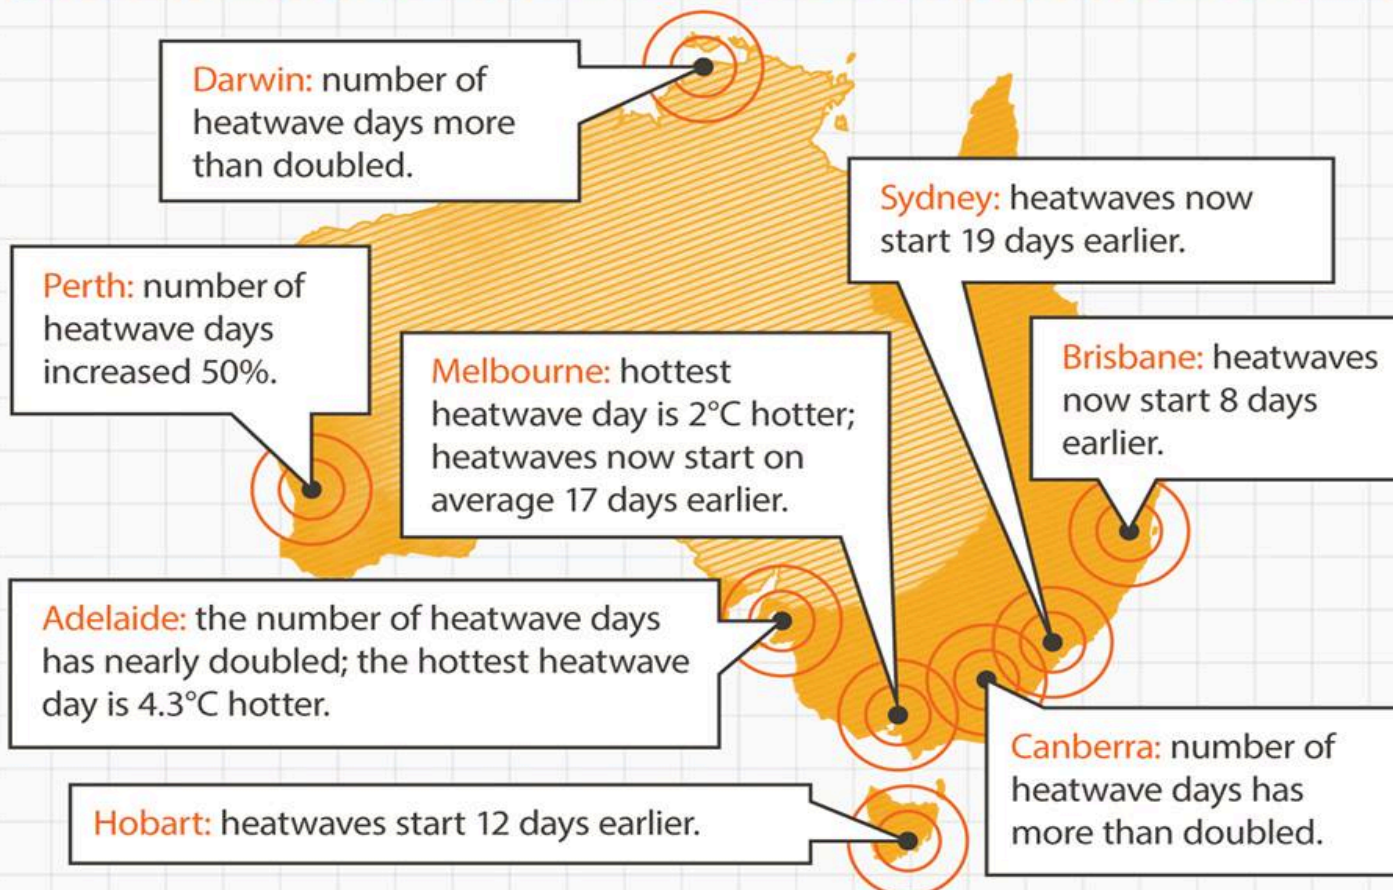 Darwin: number of
heatwave days more
than doubled.
Sydney: heatwaves now
start 19 days earlier.
Perth: number of
heatwave days
increased 50%.
Melbourne: hottest
heatwave day is 2°C hotter;
heatwaves now start on
average 17 days earlier.
Brisbane: heatwaves
now start 8 days
earlier.
Adelaide: the number of heatwave days
has nearly doubled; the hottest heatwave
day is 4.3°C hotter.
Canberra: number of
heatwave days has
more than doubled.
Hobart: heatwaves start 12 days earlier.